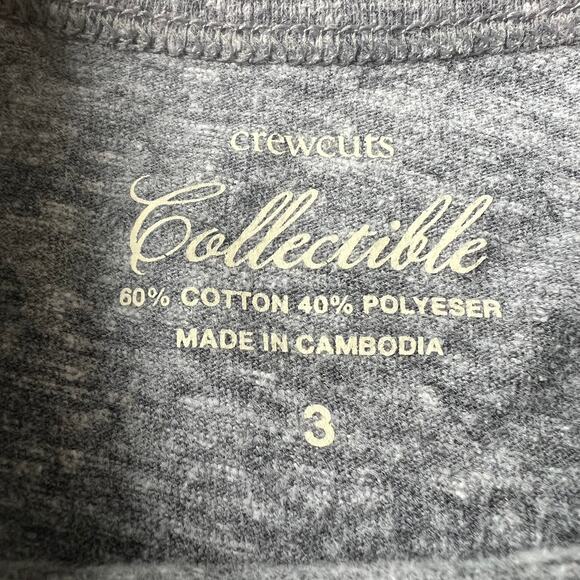 crewcuts
Collectible
60% COTTON 40% POLYESER
MADE IN CAMBODIA
3